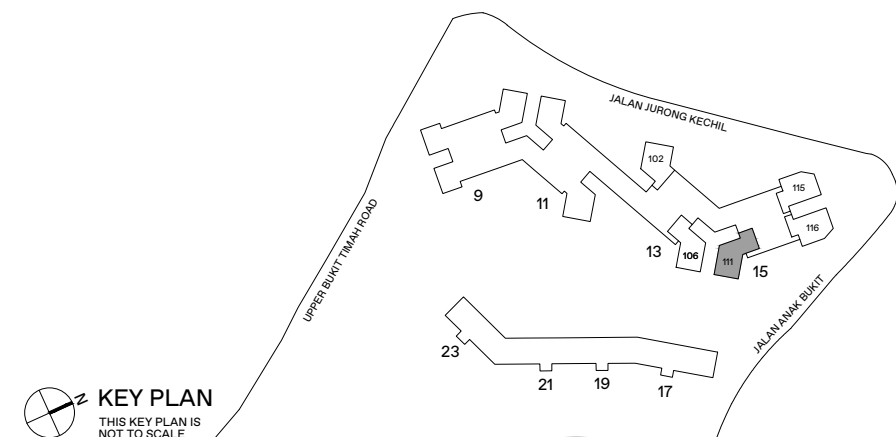 JALAN JURONG KECHIL
102
115
9
11
116
13
106
111
15
UPPER BUKIT TIMAH ROAD
JALAN ANAK BUKIT
23
21
19
17
N
KEY PLAN
THIS KEY PLAN IS
NOT TO SCALE